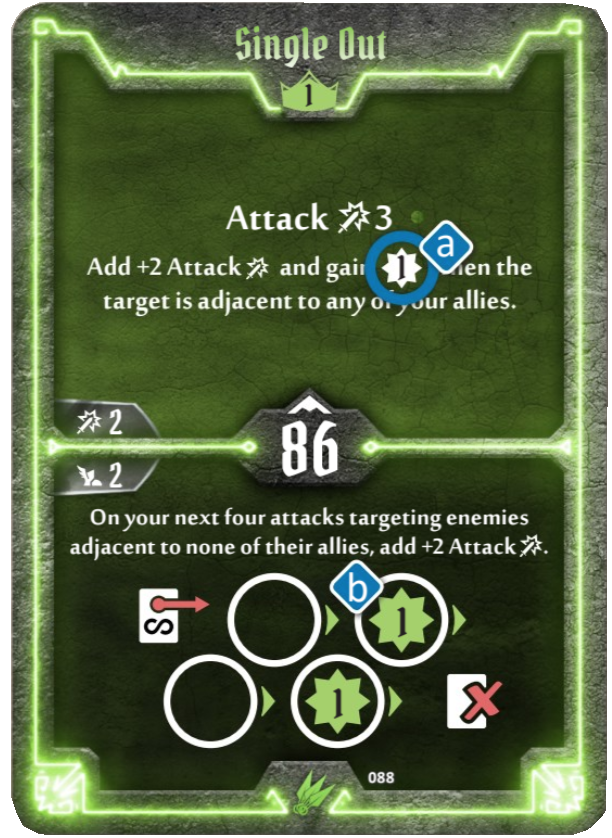 Single Out
1
Attack 3
a
Add +2 Attack and gain 1 when the
target is adjacent to any of your allies.
2
86
2
On your next four attacks targeting enemies
adjacent to none of their allies, add +2 Attack.
b
S
1
1
088